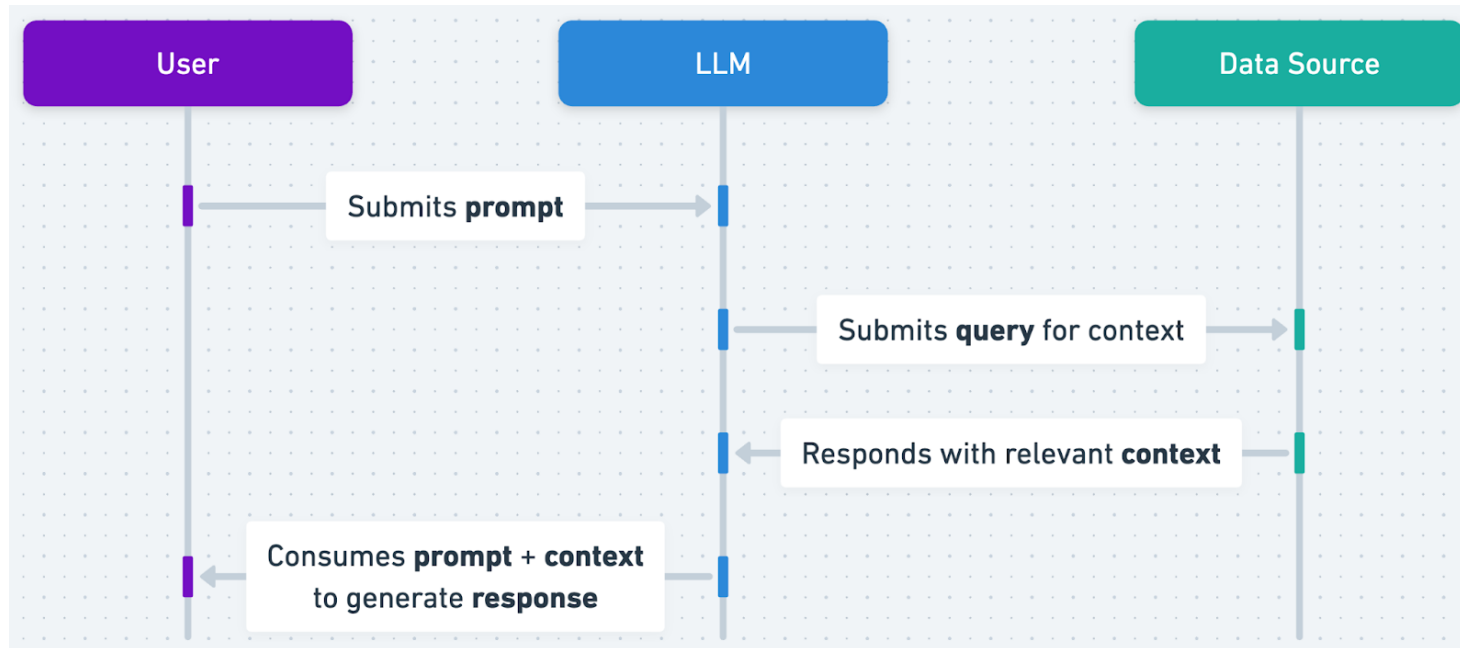 User
LLM
Data Source
Submits prompt
Submits query for context
Responds with relevant context
Consumes prompt + context
to generate response